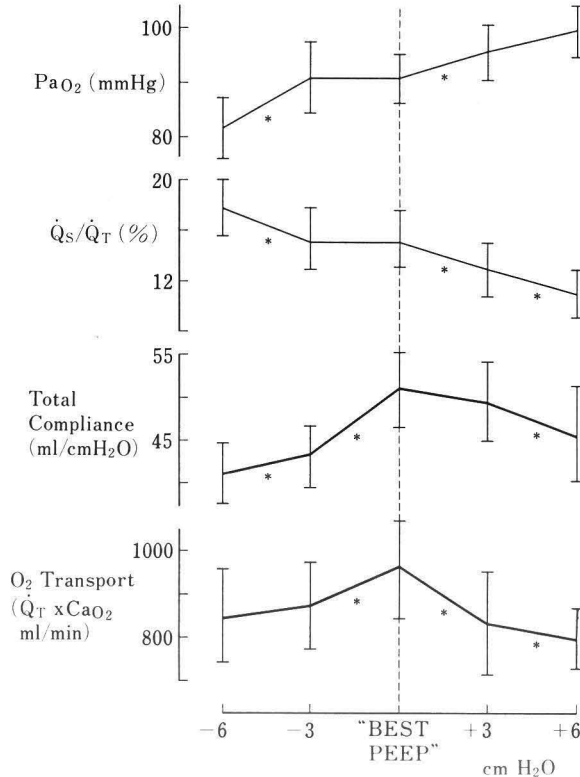 100
PaO₂ (mmHg)
*
*
80
20
Q̇S/Q̇T (%)
*
12
*
*
55
Total
Compliance
(ml/cmH₂O)
45
*
*
*
1000
O₂ Transport
(Q̇T xCaO₂
ml/min)
800
*
*
*
−6
−3
"BEST
PEEP"
+3
+6
cm H₂O